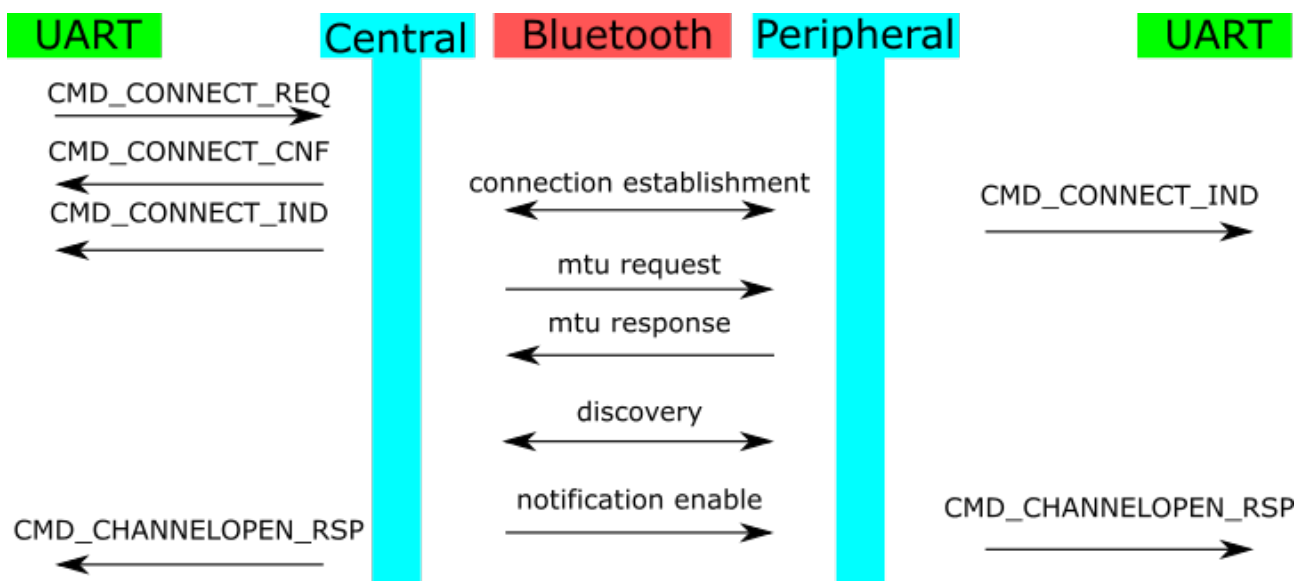 UART
Central
Bluetooth
Peripheral
UART
CMD_CONNECT_REQ
CMD_CONNECT_CNF
connection establishment
CMD_CONNECT_IND
CMD_CONNECT_IND
mtu request
mtu response
discovery
notification enable
CMD_CHANNELOPEN_RSP
CMD_CHANNELOPEN_RSP